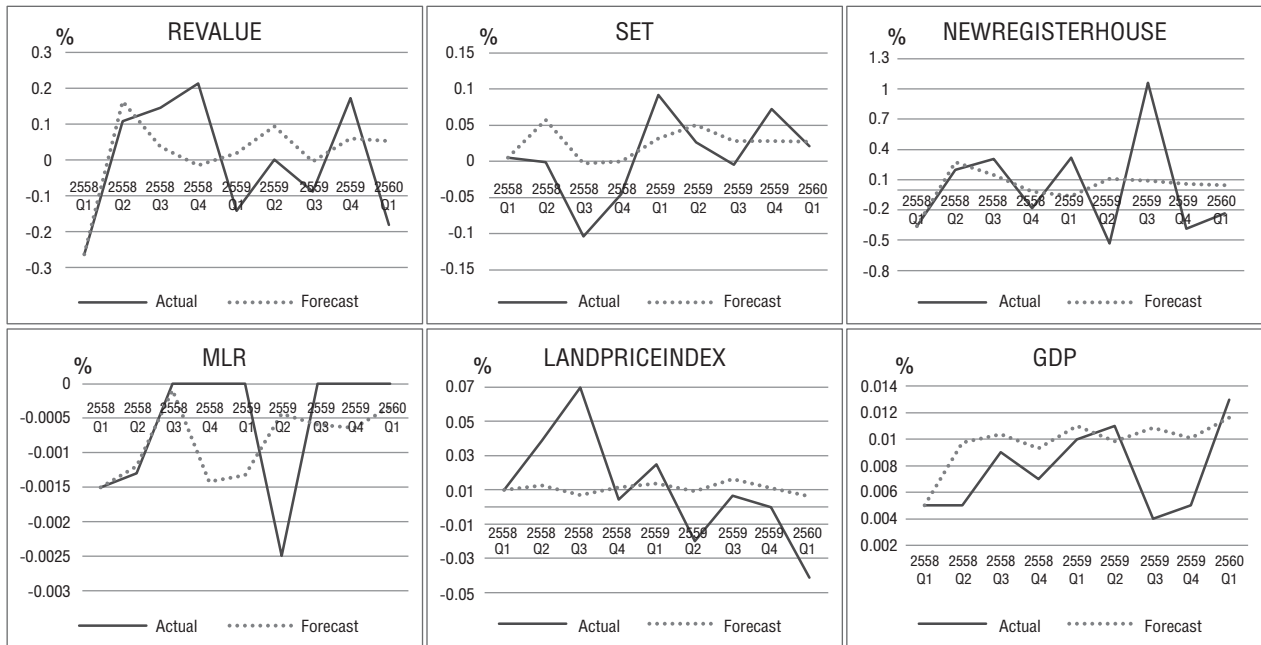 REVALUE
%
0.3
0.2
0.1
0
-0.1
-0.2
-0.3
2558 2558 2558 2558 2559 2559 2559 2559 2560
Q1 Q2 Q3 Q4 Q1 Q2 Q3 Q4 Q1
Actual Forecast
SET
%
0.15
0.1
0.05
0
-0.05
-0.1
-0.15
2558 2558 2558 2558 2559 2559 2559 2559 2560
Q1 Q2 Q3 Q4 Q1 Q2 Q3 Q4 Q1
Actual Forecast
NEWREGISTERHOUSE
%
1.3
1
0.7
0.4
0.1
-0.2
-0.5
-0.8
2558 2558 2558 2558 2559 2559 2559 2559 2560
Q1 Q2 Q3 Q4 Q1 Q2 Q3 Q4 Q1
Actual Forecast
MLR
%
0
-0.0005
-0.001
-0.0015
-0.002
-0.0025
-0.003
2558 2558 2558 2558 2559 2559 2559 2559 2560
Q1 Q2 Q3 Q4 Q1 Q2 Q3 Q4 Q1
Actual Forecast
LANDPRICEINDEX
%
0.07
0.05
0.03
0.01
-0.01
-0.03
-0.05
2558 2558 2558 2558 2559 2559 2559 2559 2560
Q1 Q2 Q3 Q4 Q1 Q2 Q3 Q4 Q1
Actual Forecast
GDP
%
0.014
0.012
0.01
0.008
0.006
0.004
0.002
2558 2558 2558 2558 2559 2559 2559 2559 2560
Q1 Q2 Q3 Q4 Q1 Q2 Q3 Q4 Q1
Actual Forecast